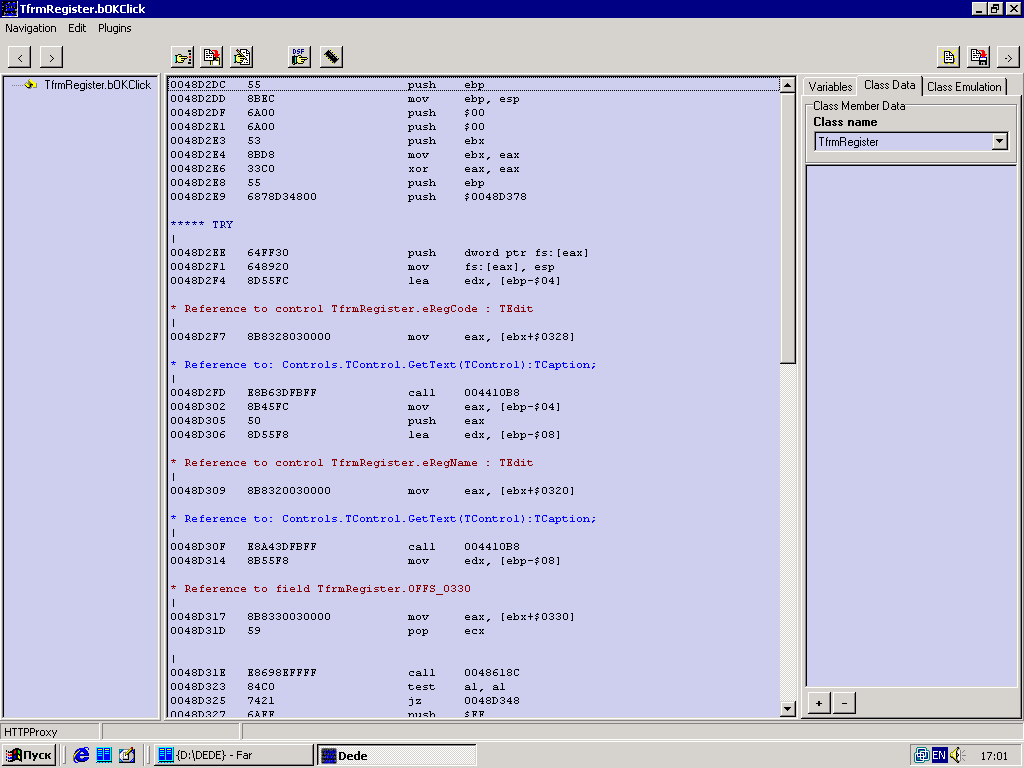 TfrmRegister.bOKClick
Navigation Edit Plugins
< >
DSF
TfrmRegister.bOKClick
0048D2DC 55 push ebp
0048D2DD 8BEC mov ebp, esp
0048D2DF 6A00 push $00
0048D2E1 6A00 push $00
0048D2E3 53 push ebx
0048D2E4 8BD8 mov ebx, eax
0048D2E6 33C0 xor eax, eax
0048D2E8 55 push ebp
0048D2E9 6878D34800 push $0048D378
***** TRY
|
0048D2EE 64FF30 push dword ptr fs:[eax]
0048D2F1 648920 mov fs:[eax], esp
0048D2F4 8D55FC lea edx, [ebp-$04]
* Reference to control TfrmRegister.eRegCode : TEdit
|
0048D2F7 8B8328030000 mov eax, [ebx+$0328]
* Reference to: Controls.TControl.GetText(TControl):TCaption;
|
0048D2FD E8B63DFBFF call 004410B8
0048D302 8B45FC mov eax, [ebp-$04]
0048D305 50 push eax
0048D306 8D55F8 lea edx, [ebp-$08]
* Reference to control TfrmRegister.eRegName : TEdit
|
0048D309 8B8320030000 mov eax, [ebx+$0320]
* Reference to: Controls.TControl.GetText(TControl):TCaption;
|
0048D30F E8A43DFBFF call 004410B8
0048D314 8B55F8 mov edx, [ebp-$08]
* Reference to field TfrmRegister.OFFS_0330
|
0048D317 8B8330030000 mov eax, [ebx+$0330]
0048D31D 59 pop ecx
|
0048D31E E8698EFFFF call 0048618C
0048D323 84C0 test al, al
0048D325 7421 jz 0048D348
0048D327 6AFF push $FF
Variables Class Data Class Emulation
Class Member Data
Class name
TfrmRegister
+ -
HTTPProxy
Пуск {D:\DEDE} - Far Dede EN 17:01